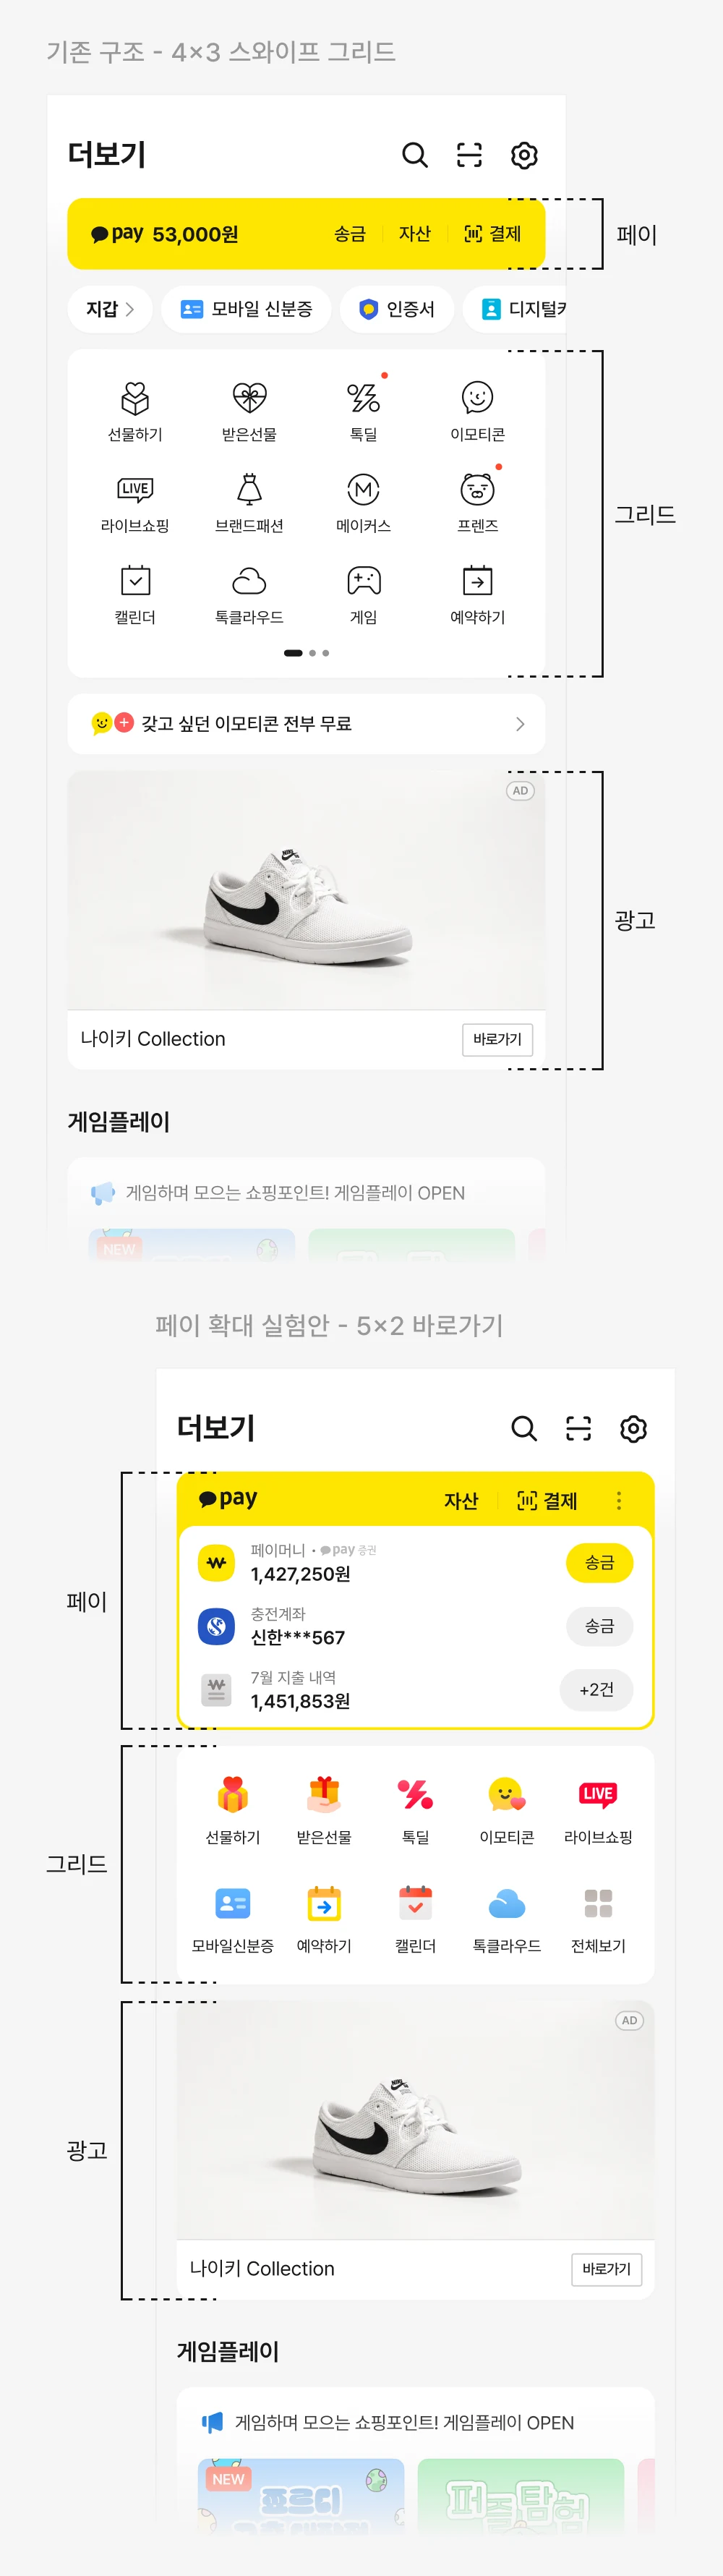 기존 구조 - 4×3 스와이프 그리드
더보기
pay 53,000원 송금 자산 결제
페이
지갑 모바일 신분증 인증서 디지털카
선물하기 받은선물 톡딜 이모티콘
LIVE
라이브쇼핑 브랜드패션 메이커스 프렌즈
그리드
캘린더 톡클라우드 게임 예약하기
갖고 싶던 이모티콘 전부 무료
AD
광고
나이키 Collection 바로가기
게임플레이
게임하며 모으는 쇼핑포인트! 게임플레이 OPEN
NEW
페이 확대 실험안 - 5×2 바로가기
더보기
pay 자산 결제
페이머니 • pay 증권
1,427,250원 송금
페이
충전계좌
신한***567 송금
7월 지출 내역
1,451,853원 +2건
LIVE
선물하기 받은선물 톡딜 이모티콘 라이브쇼핑
그리드
모바일신분증 예약하기 캘린더 톡클라우드 전체보기
AD
NIKE
광고
나이키 Collection 바로가기
게임플레이
게임하며 모으는 쇼핑포인트! 게임플레이 OPEN
NEW
쵸르디 퍼즐탐험